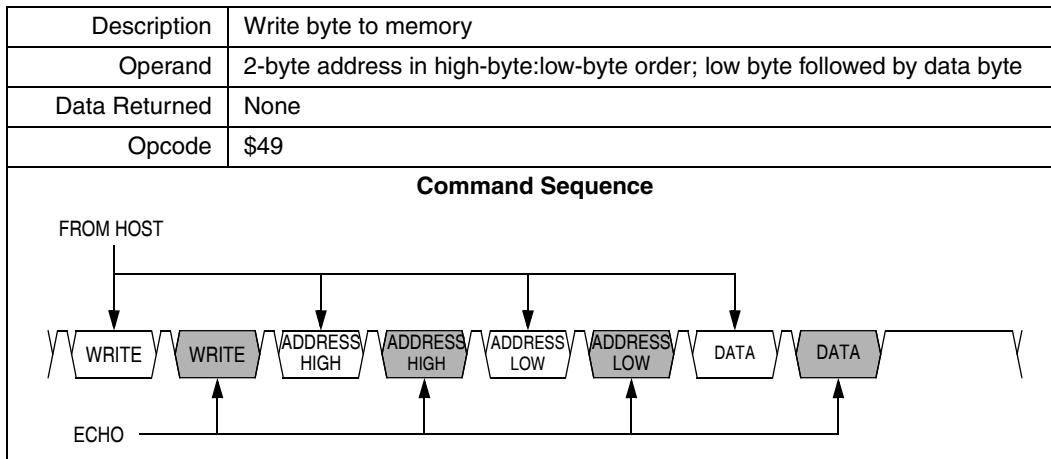 Description Write byte to memory
Operand 2-byte address in high-byte:low-byte order; low byte followed by data byte
Data Returned None
Opcode $49
Command Sequence
FROM HOST
WRITE WRITE ADDRESS HIGH ADDRESS HIGH ADDRESS LOW ADDRESS LOW DATA DATA
ECHO